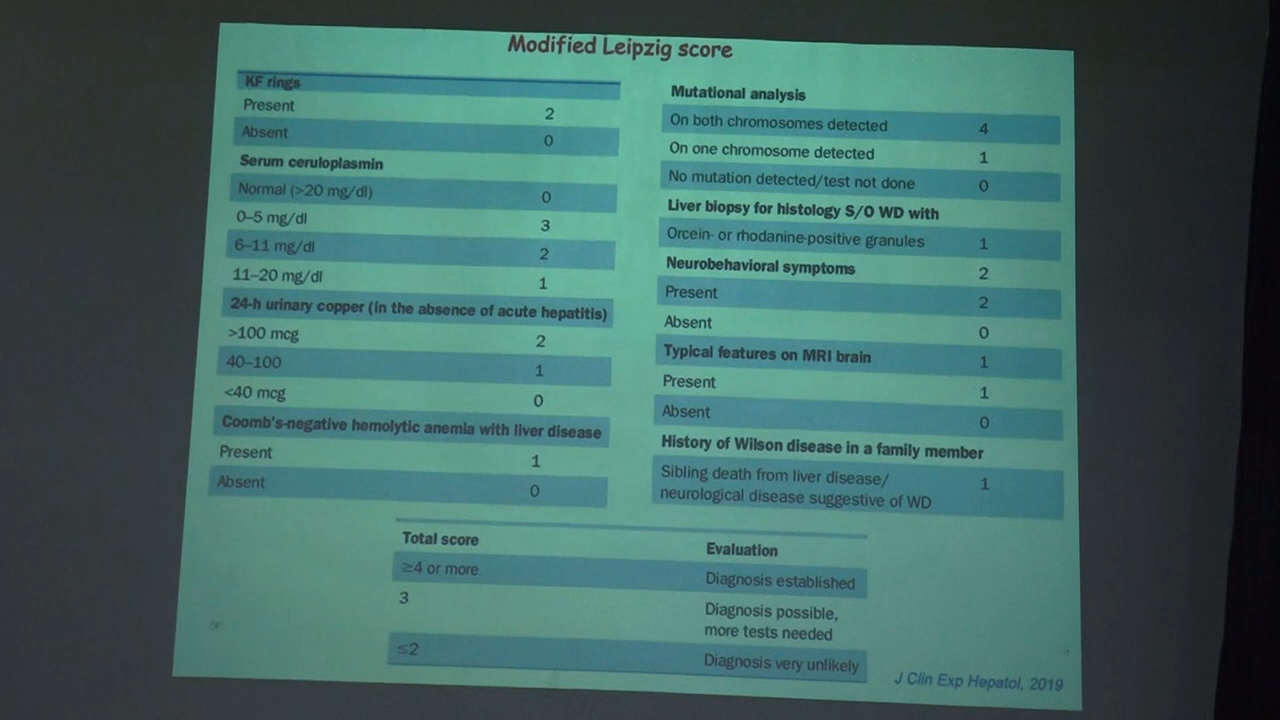 Modified Leipzig score
KF rings
Present 2
Absent 0
Serum ceruloplasmin
Normal (>20 mg/dl) 0
0–5 mg/dl 3
6–11 mg/dl 2
11–20 mg/dl 1
24-h urinary copper (in the absence of acute hepatitis)
>100 mcg 2
40–100 1
<40 mcg 0
Coomb's-negative hemolytic anemia with liver disease
Present 1
Absent 0
Mutational analysis
On both chromosomes detected 4
On one chromosome detected 1
No mutation detected/test not done 0
Liver biopsy for histology S/O WD with
Orcein- or rhodanine-positive granules 1
Neurobehavioral symptoms 2
Present 2
Absent 0
Typical features on MRI brain 1
Present 1
Absent 0
History of Wilson disease in a family member
Sibling death from liver disease/ 1
neurological disease suggestive of WD
Total score Evaluation
≥4 or more Diagnosis established
3 Diagnosis possible,
more tests needed
≤2 Diagnosis very unlikely
J Clin Exp Hepatol, 2019